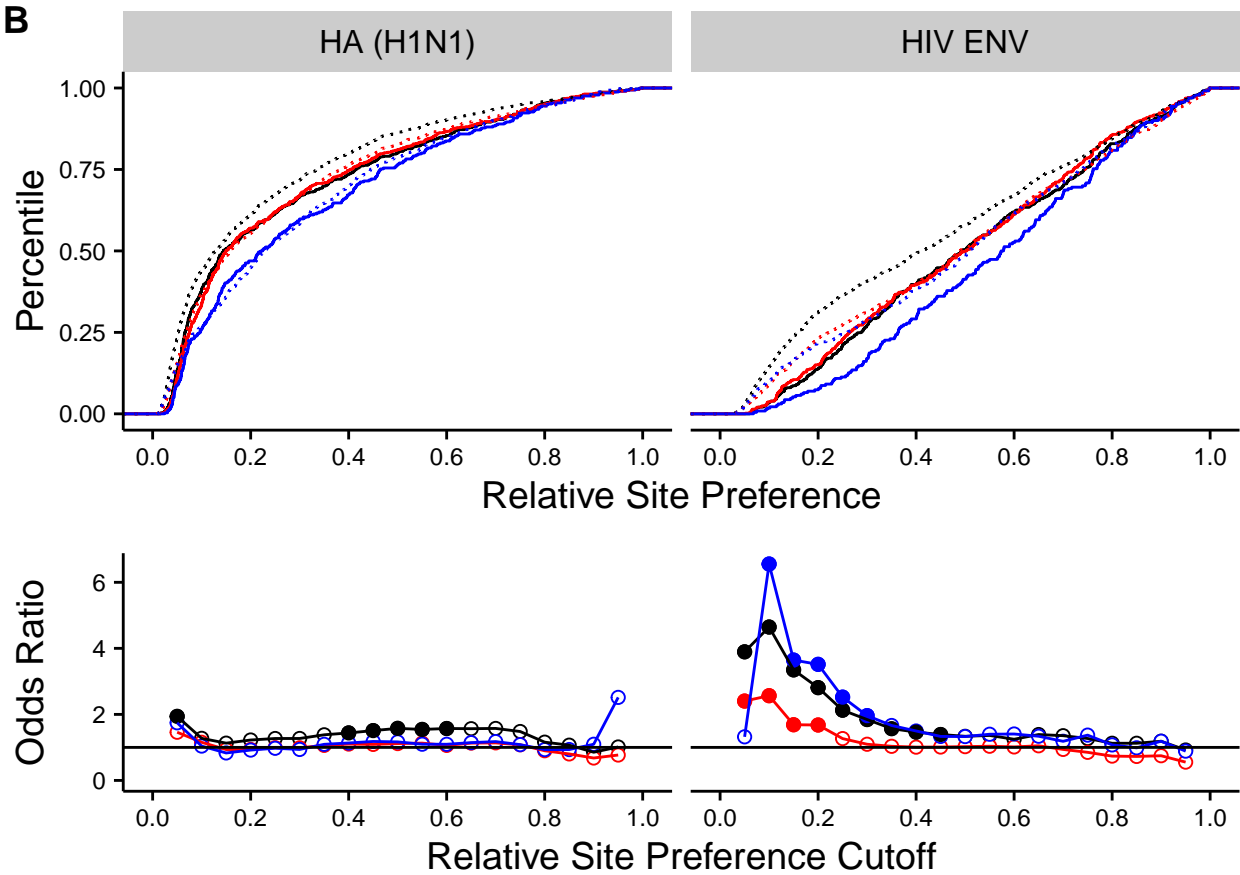 B
HA (H1N1)
HIV ENV
Percentile
1.00
0.75
0.50
0.25
0.00
0.0 0.2 0.4 0.6 0.8 1.0
0.0 0.2 0.4 0.6 0.8 1.0
Relative Site Preference
Odds Ratio
6
4
2
0
0.0 0.2 0.4 0.6 0.8 1.0
0.0 0.2 0.4 0.6 0.8 1.0
Relative Site Preference Cutoff